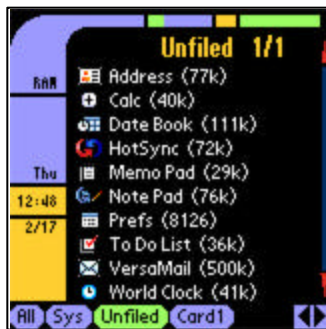 Unfiled 1/1
RAM
Thu
12:48
2/17
Address (77k)
Calc (40k)
Date Book (111k)
HotSync (72k)
Memo Pad (29k)
Note Pad (76k)
Prefs (8126)
To Do List (36k)
VersaMail (500k)
World Clock (41k)
All Sys Unfiled Card1